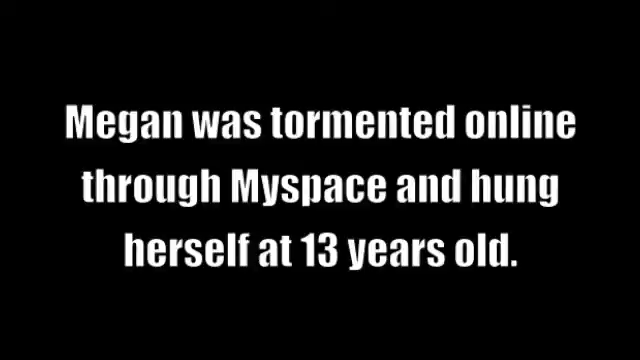 Megan was tormented online
through Myspace and hung
herself at 13 years old.